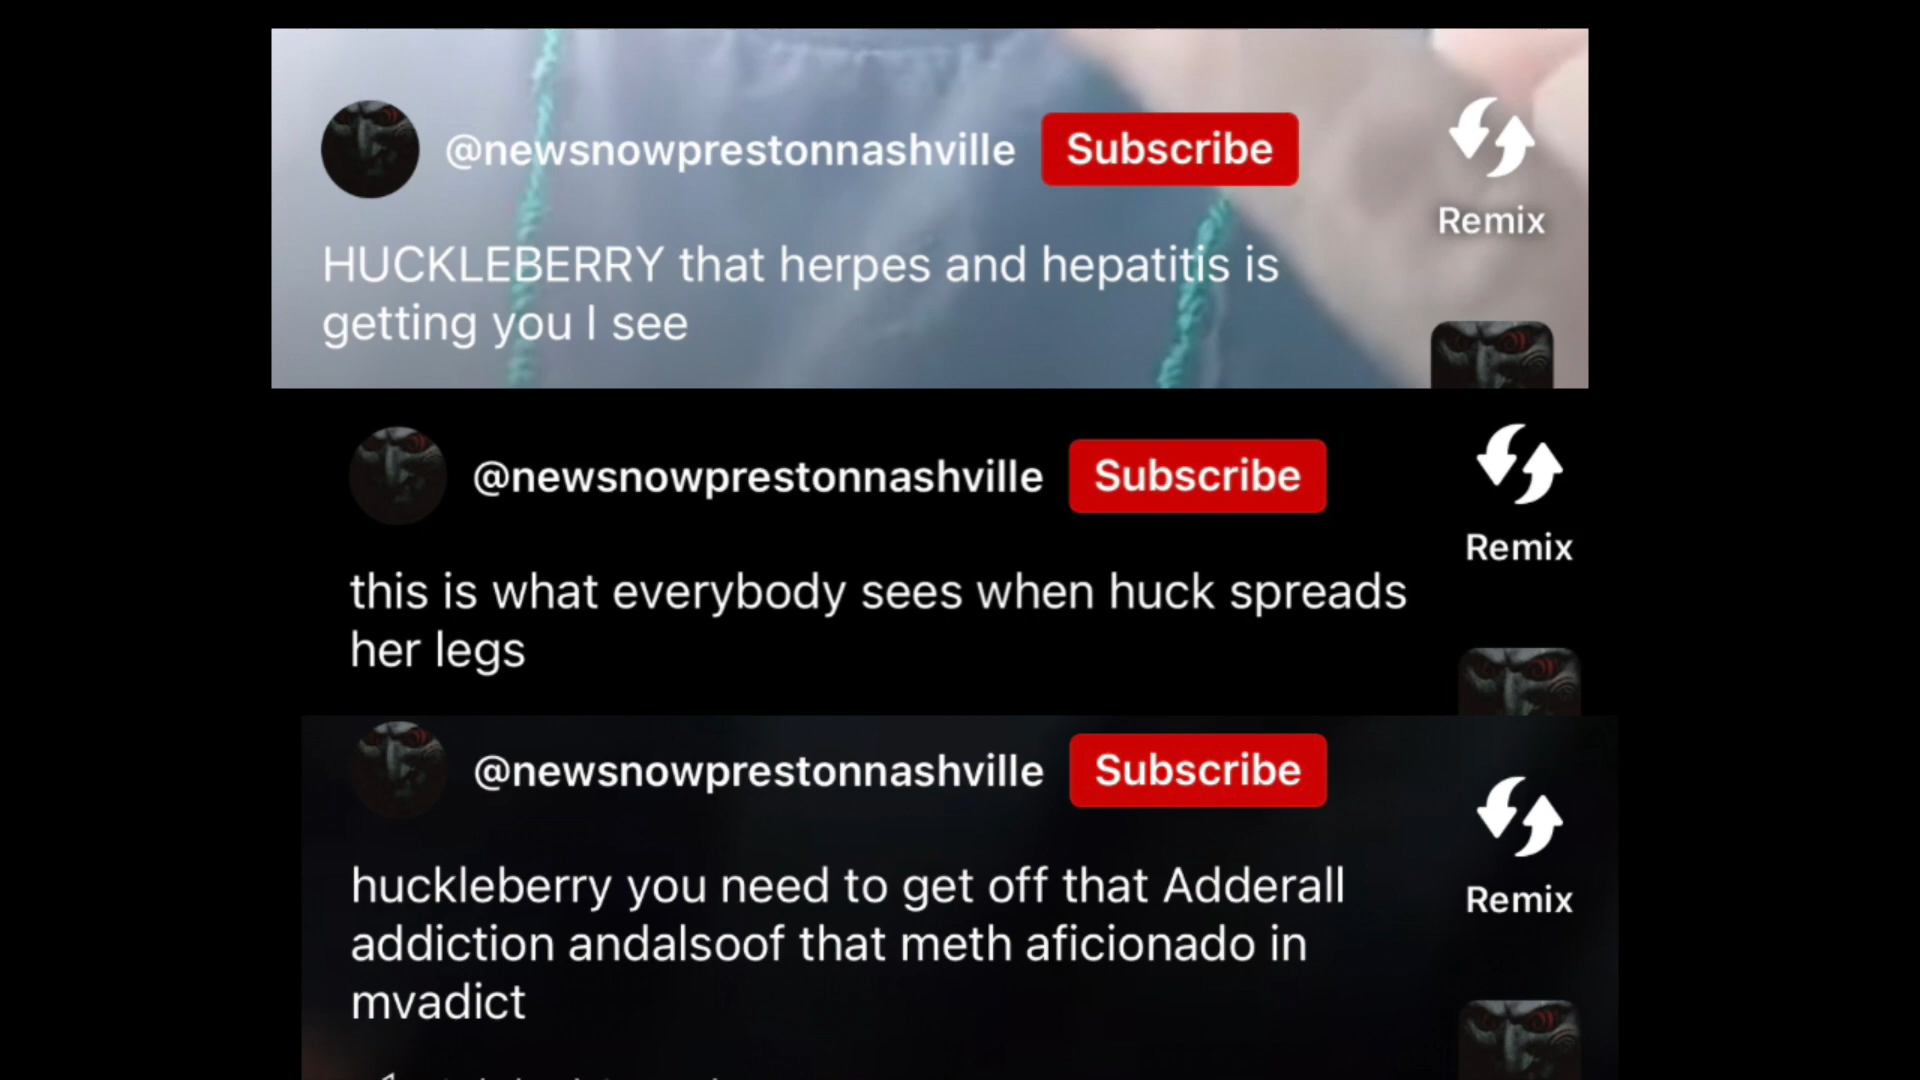 @newsnowprestonnashville Subscribe
Remix
HUCKLEBERRY that herpes and hepatitis is
getting you I see
@newsnowprestonnashville Subscribe
Remix
this is what everybody sees when huck spreads
her legs
@newsnowprestonnashville Subscribe
Remix
huckleberry you need to get off that Adderall
addiction andalsoof that meth aficionado in
mvadict